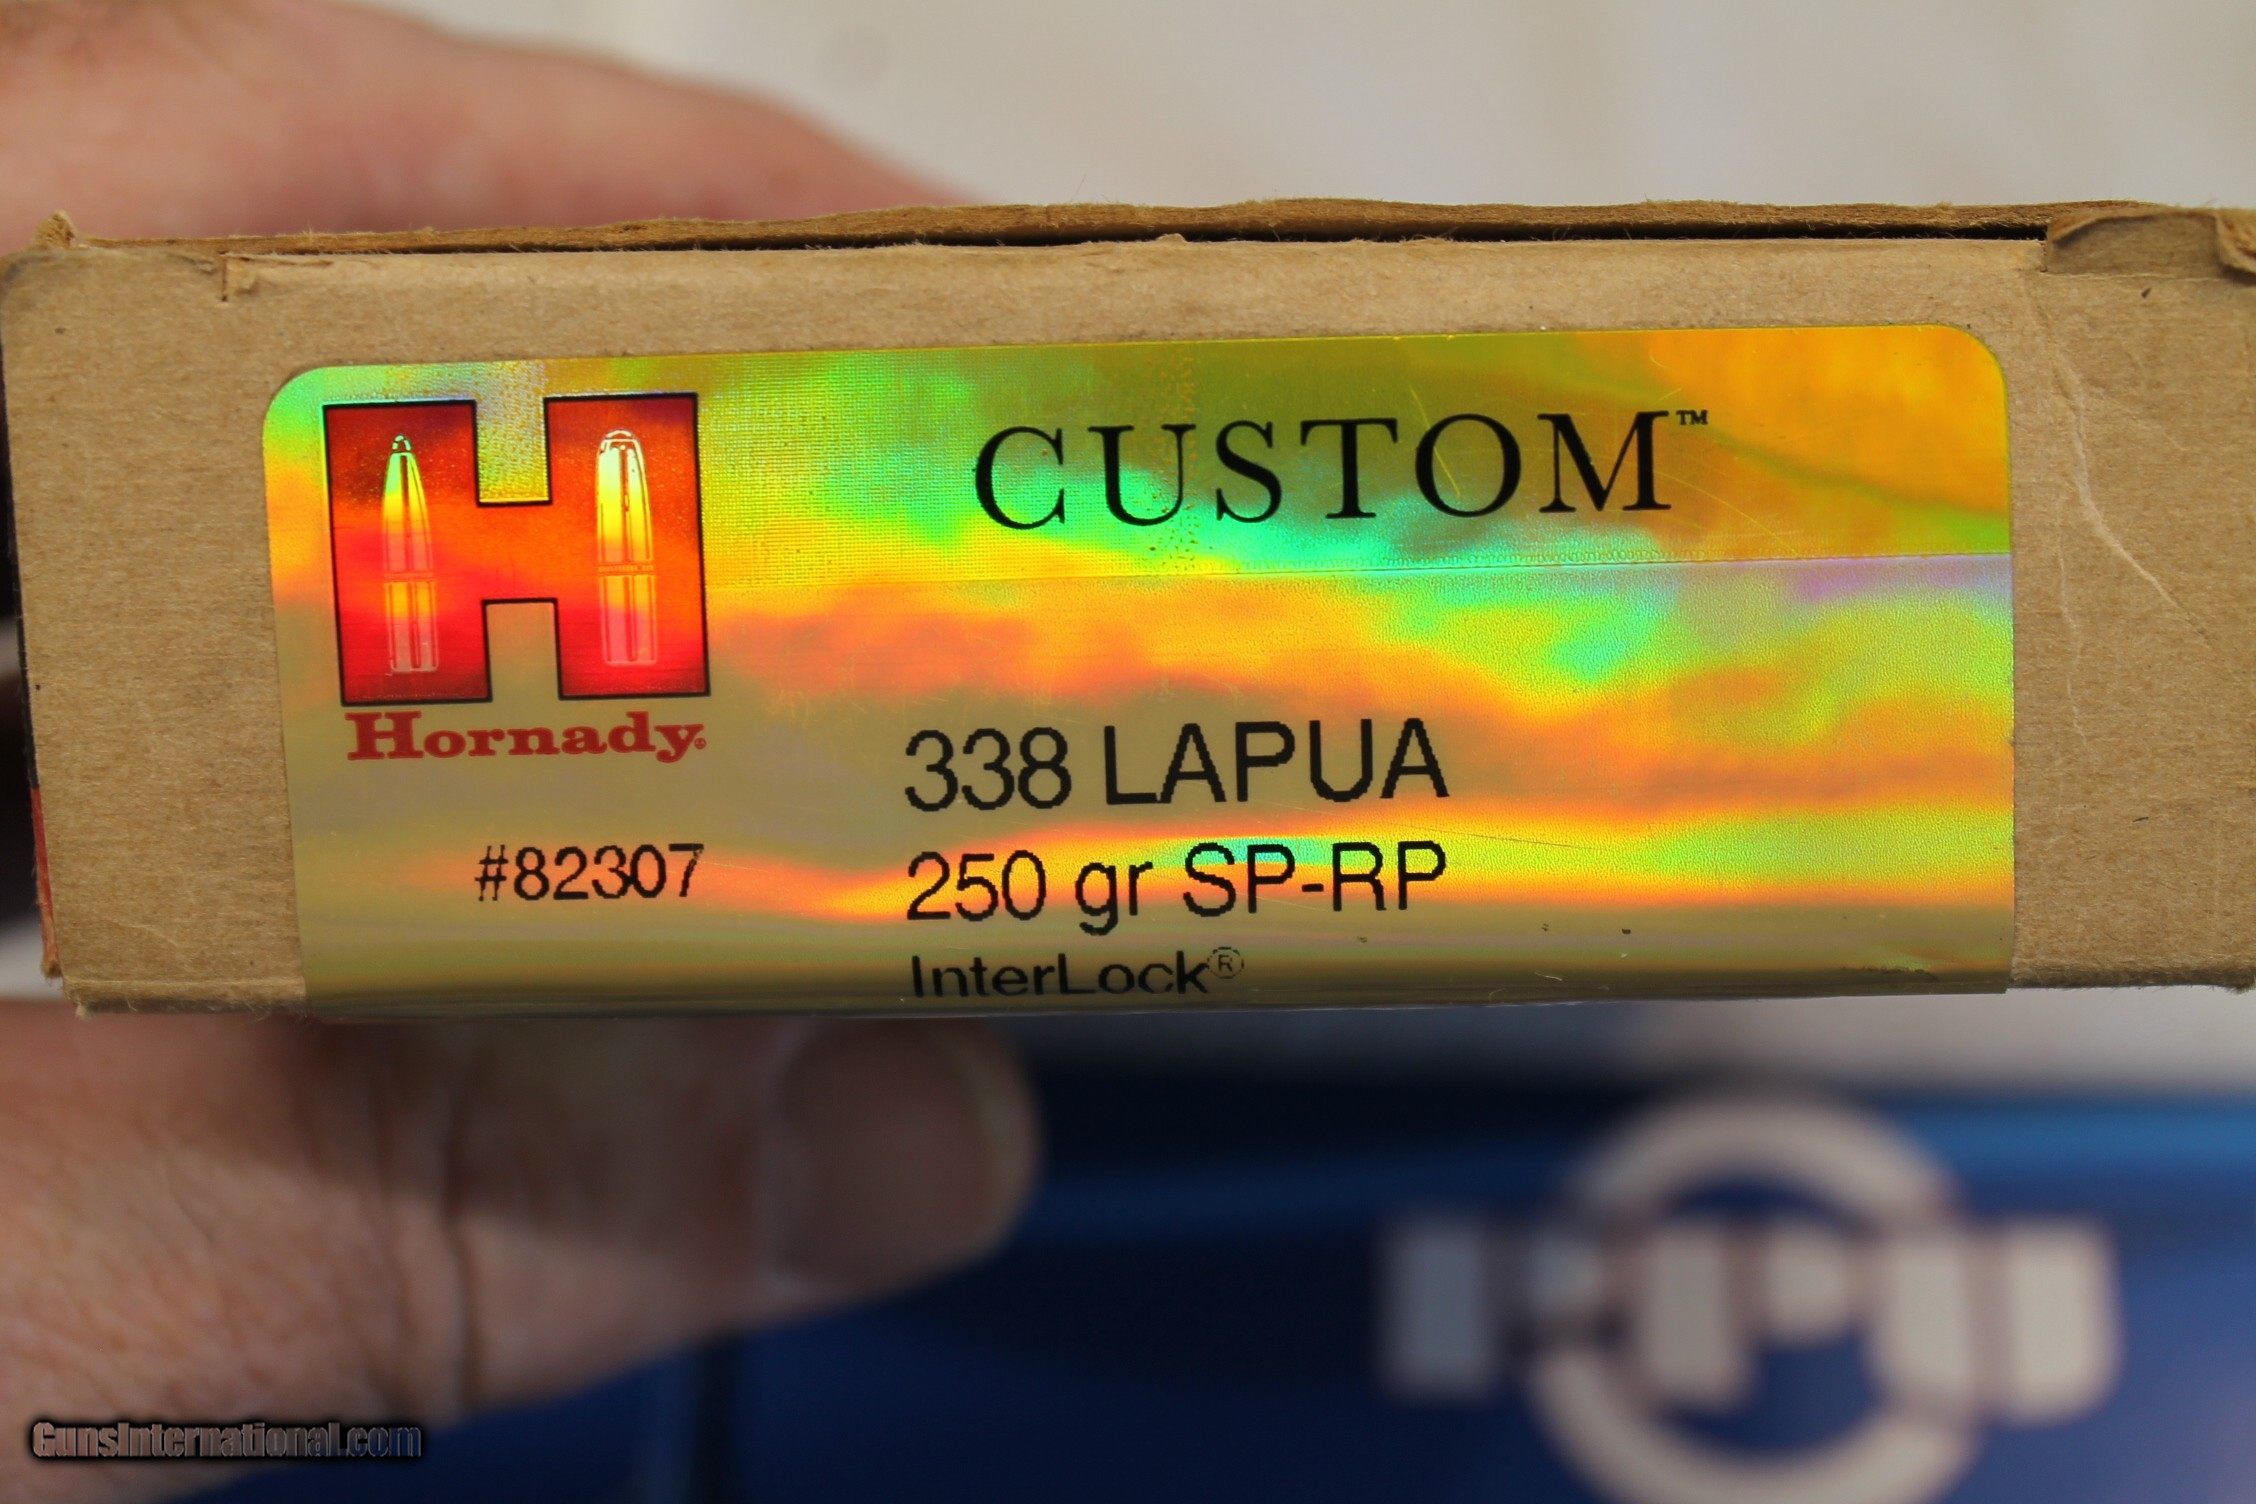 CUSTOM™
Hornady®
338 LAPUA
#82307
250 gr SP-RP
InterLock®
GunsInternational.com